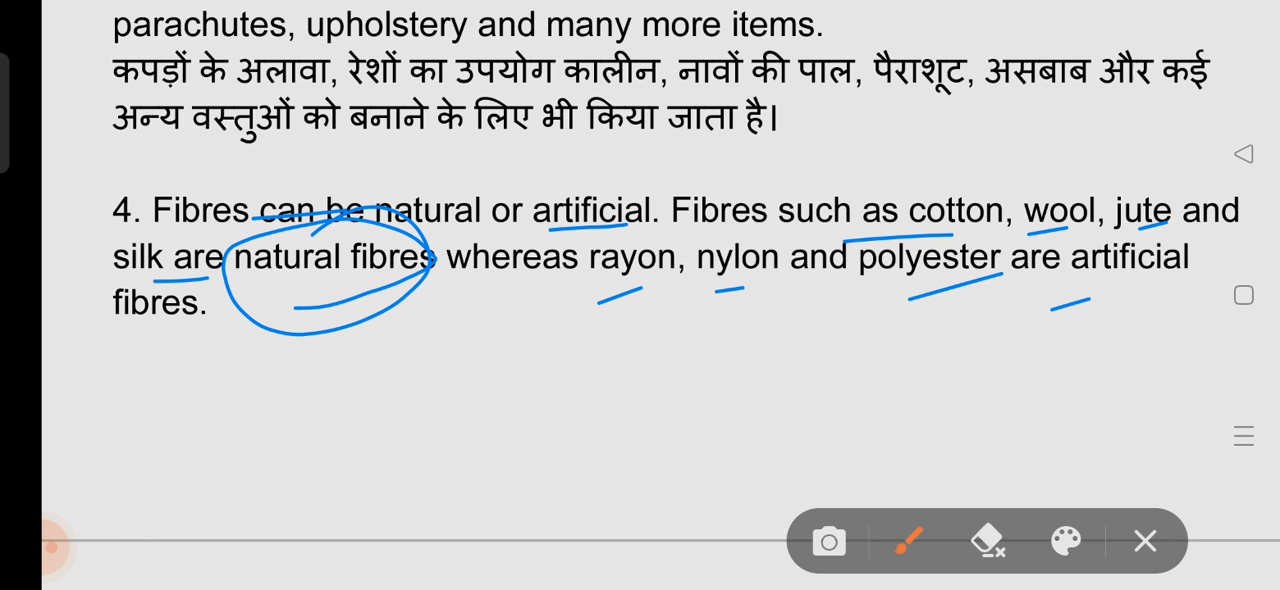 parachutes, upholstery and many more items.
कपड़ों के अलावा, रेशों का उपयोग कालीन, नावों की पाल, पैराशूट, असबाब और कई
अन्य वस्तुओं को बनाने के लिए भी किया जाता है।
4. Fibres can be natural or artificial. Fibres such as cotton, wool, jute and
silk are natural fibres whereas rayon, nylon and polyester are artificial
fibres.